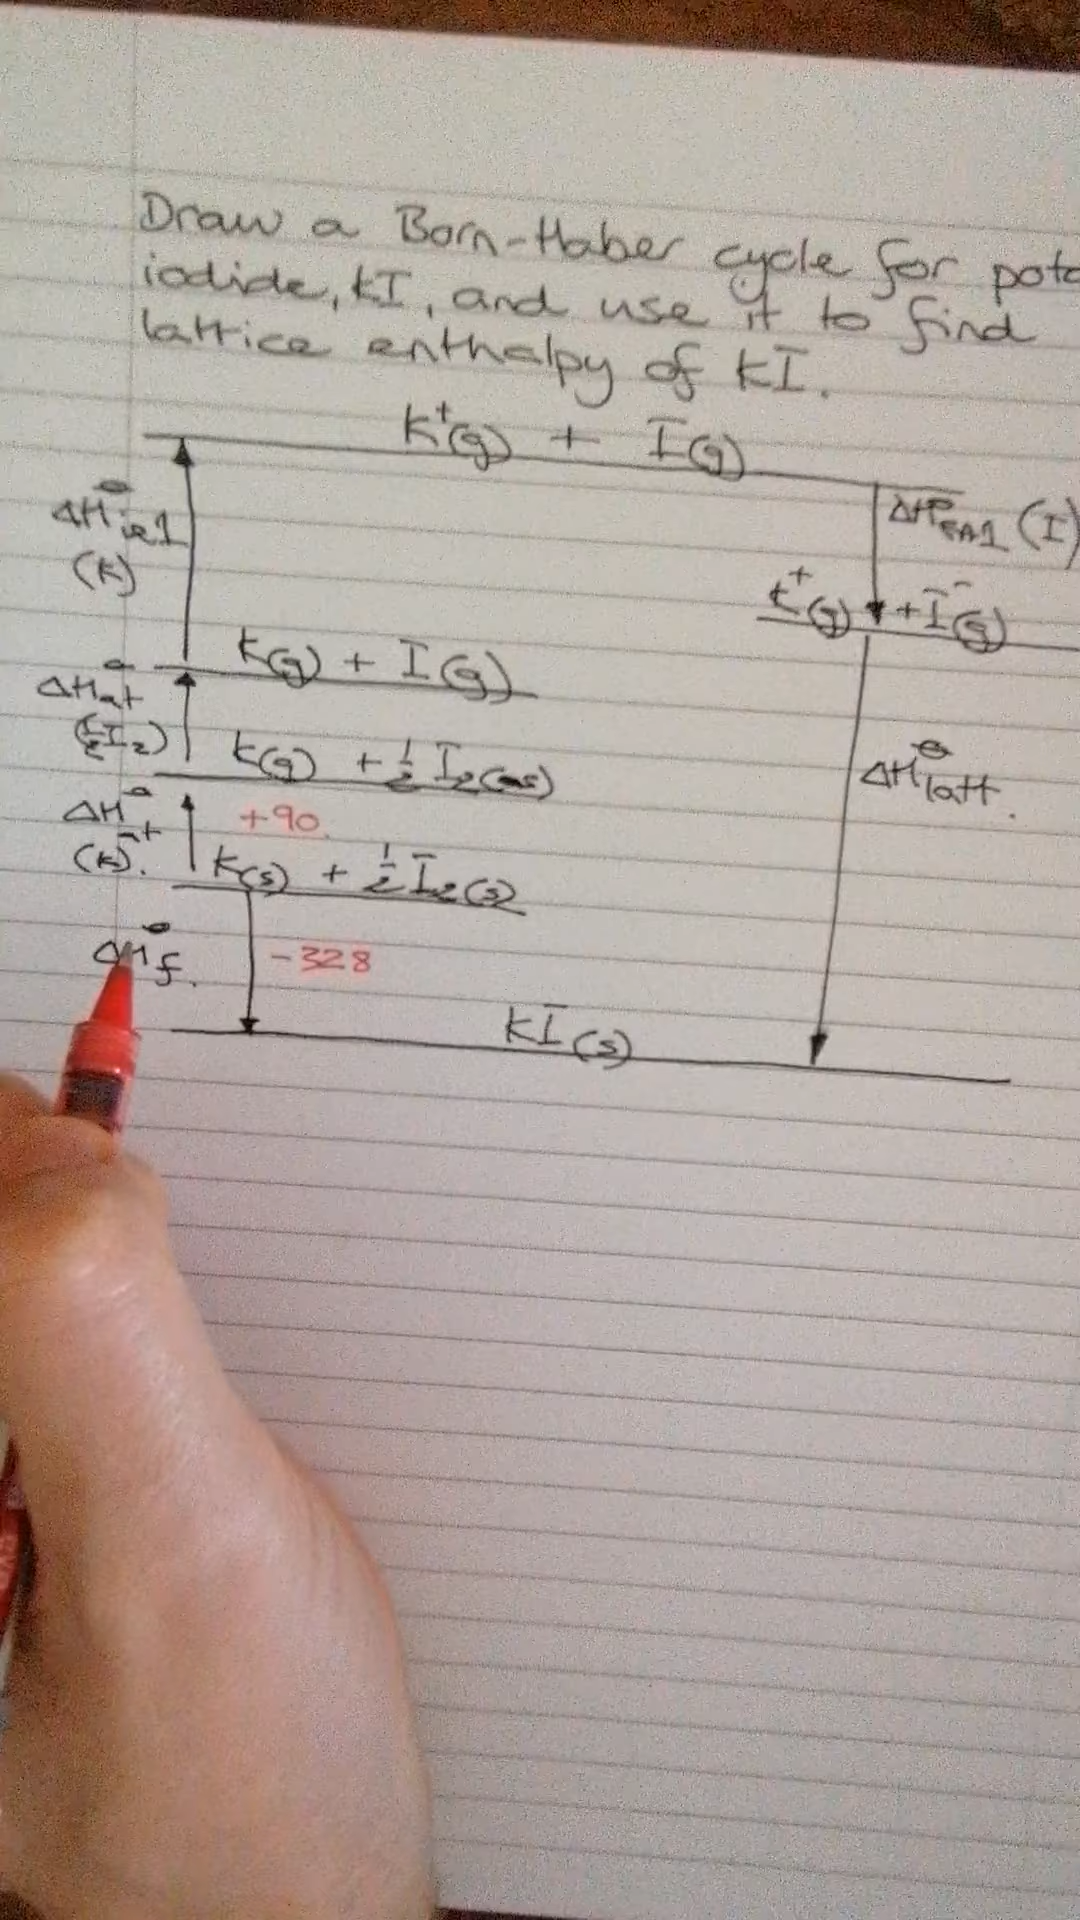 Draw a Born-Haber cycle for pota
iodide, KI, and use it to find
lattice enthalpy of KI.
K⁺(g) + I(g)
ΔH⦵ie1
(K)
ΔH⦵EA1 (I)
K⁺(g) + I⁻(g)
K(g) + I(g)
ΔH⦵at
(½I₂)
K(g) + ½ I₂(s)
ΔH⦵latt.
ΔH⦵at
(K).
+90
K(s) + ½ I₂(s)
ΔH⦵f.
-328
KI(s)